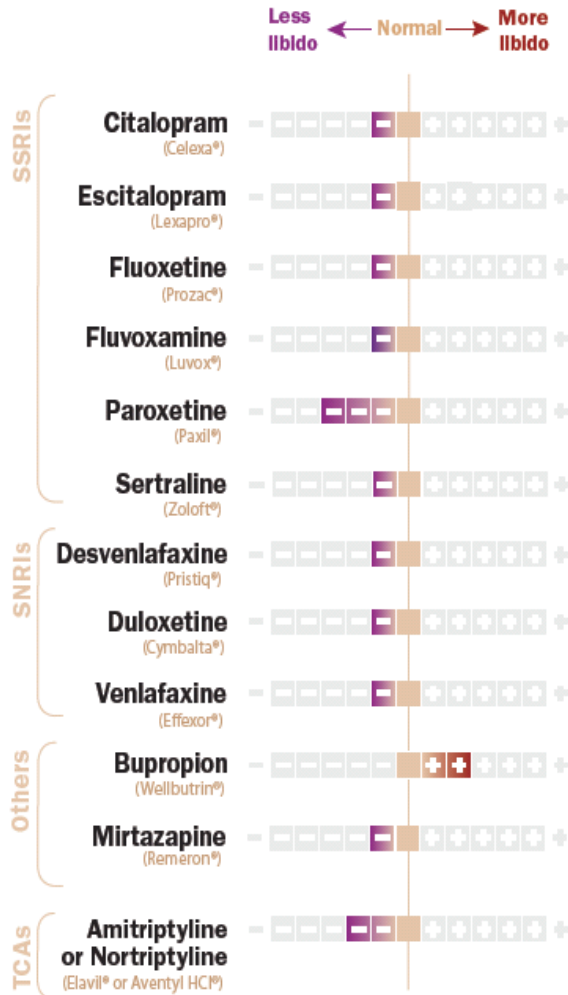 Less
libido
Normal
More
libido
SSRIs
Citalopram
(Celexa®)
Escitalopram
(Lexapro®)
Fluoxetine
(Prozac®)
Fluvoxamine
(Luvox®)
Paroxetine
(Paxil®)
Sertraline
(Zoloft®)
SNRIs
Desvenlafaxine
(Pristiq®)
Duloxetine
(Cymbalta®)
Venlafaxine
(Effexor®)
Others
Bupropion
(Wellbutrin®)
Mirtazapine
(Remeron®)
TCAs
Amitriptyline
or Nortriptyline
(Elavil® or Aventyl HCl®)